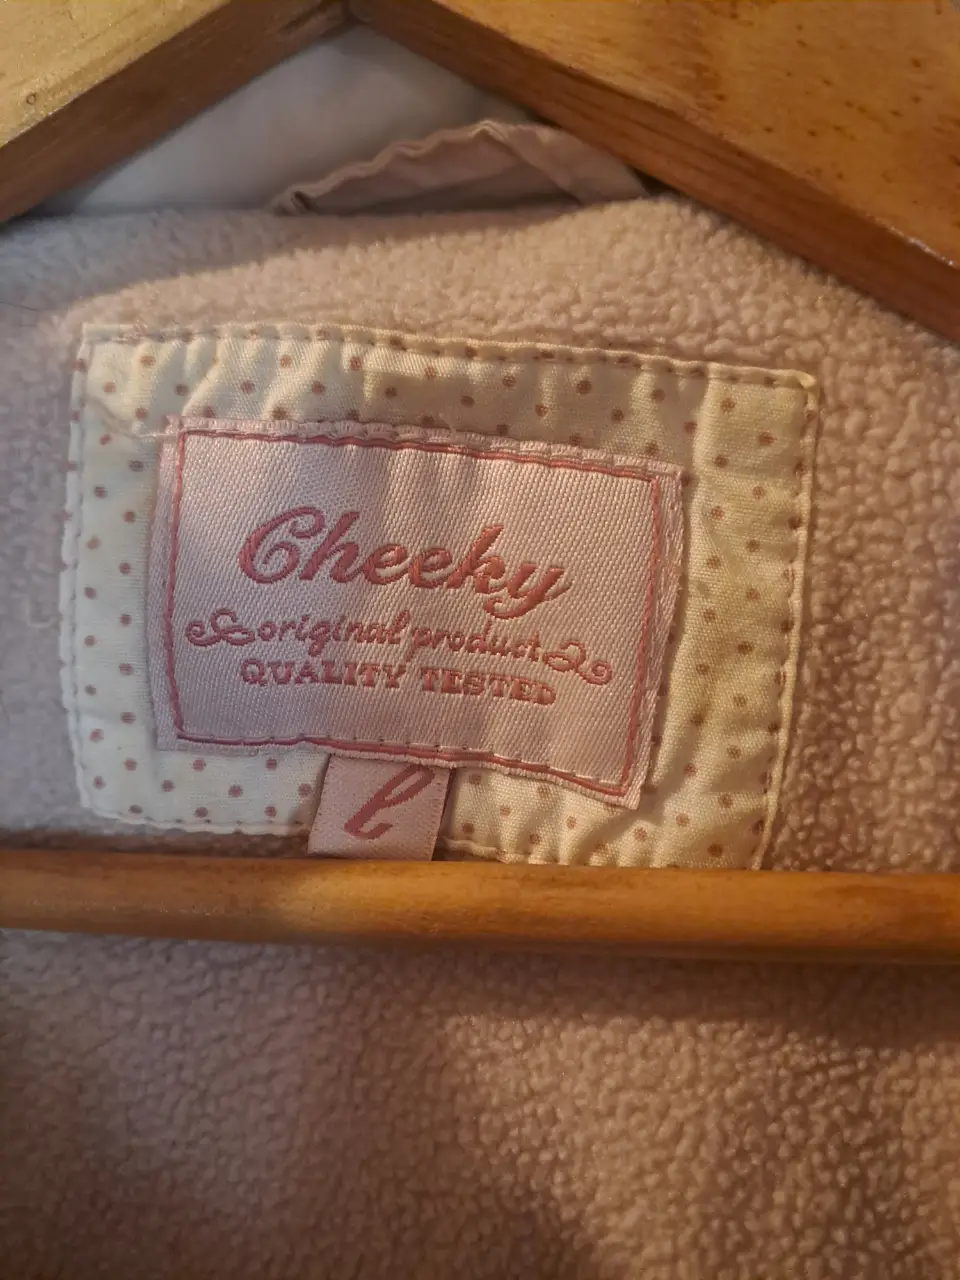 Cheeky
original product
QUALITY TESTED
l